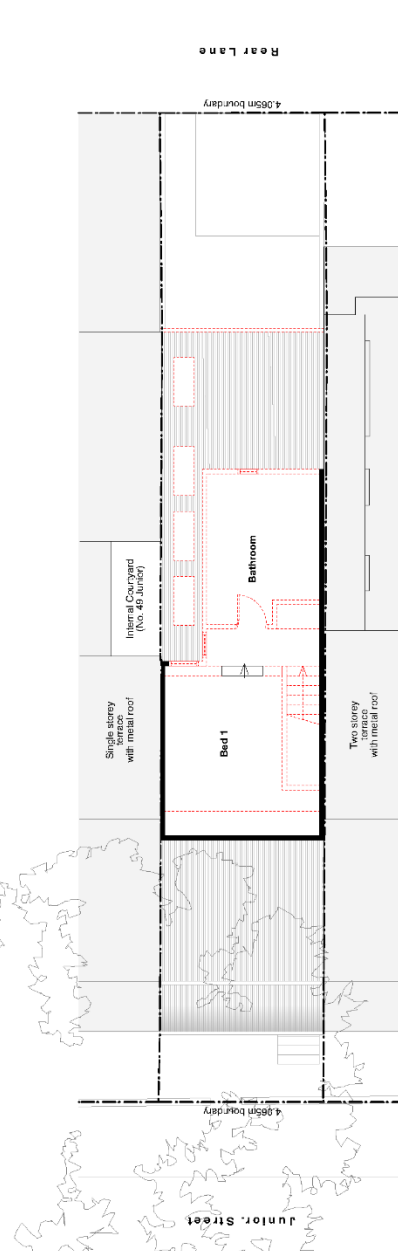 Rear Lane
4.065m boundary
Internal Courtyard
(No. 49 Junior)
Bathroom
Single storey
terrace
with metal roof
Bed 1
Two storey
terrace
with metal roof
4.065m boundary
Junior Street